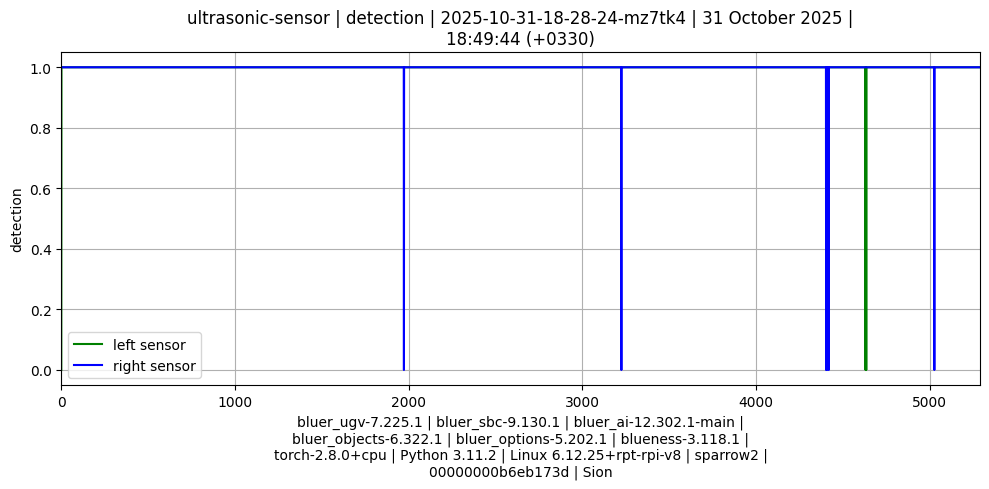 ultrasonic-sensor | detection | 2025-10-31-18-28-24-mz7tk4 | 31 October 2025 |
18:49:44 (+0330)
detection
1.0
0.8
0.6
0.4
0.2
0.0
left sensor
right sensor
0 1000 2000 3000 4000 5000
bluer_ugv-7.225.1 | bluer_sbc-9.130.1 | bluer_ai-12.302.1-main |
bluer_objects-6.322.1 | bluer_options-5.202.1 | blueness-3.118.1 |
torch-2.8.0+cpu | Python 3.11.2 | Linux 6.12.25+rpt-rpi-v8 | sparrow2 |
00000000b6eb173d | Sion